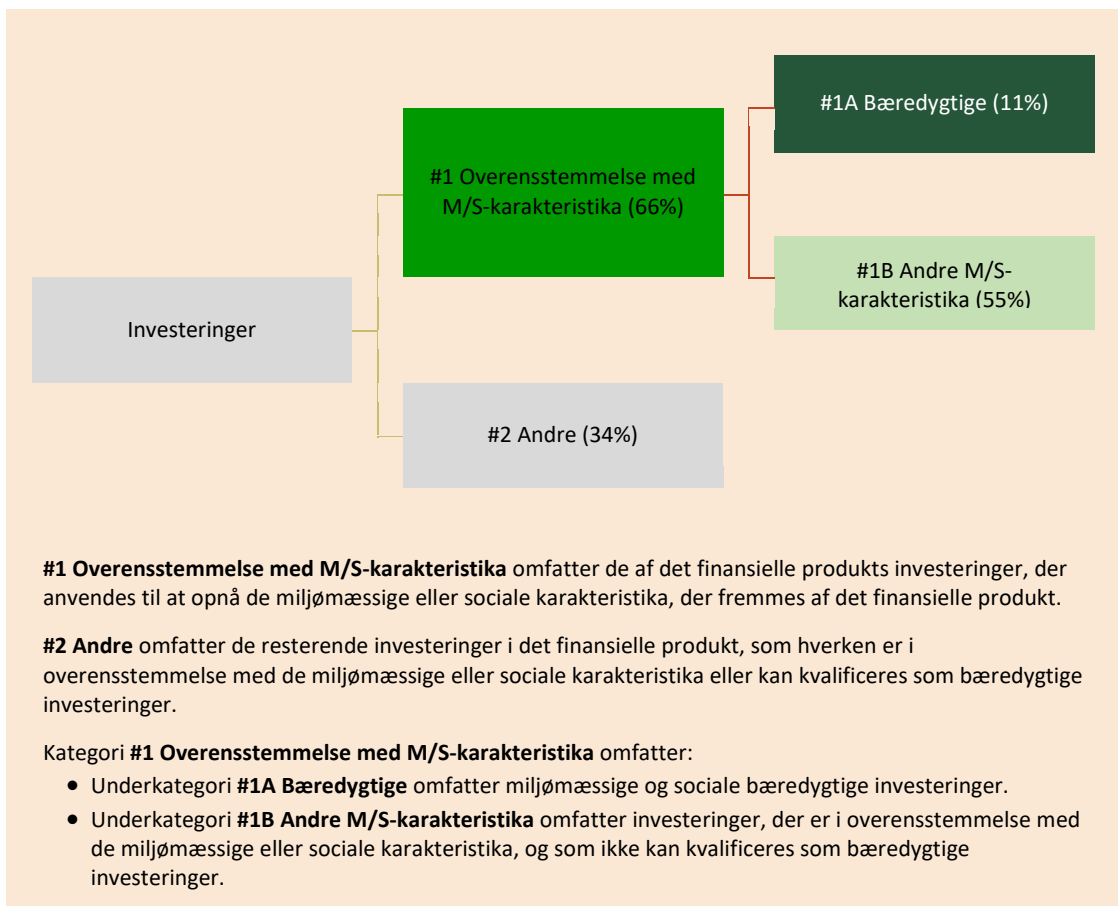 #1A Bæredygtige (11%)
#1 Overensstemmelse med
M/S-karakteristika (66%)
#1B Andre M/S-
karakteristika (55%)
Investeringer
#2 Andre (34%)
#1 Overensstemmelse med M/S-karakteristika omfatter de af det finansielle produkts investeringer, der
anvendes til at opnå de miljømæssige eller sociale karakteristika, der fremmes af det finansielle produkt.
#2 Andre omfatter de resterende investeringer i det finansielle produkt, som hverken er i
overensstemmelse med de miljømæssige eller sociale karakteristika eller kan kvalificeres som bæredygtige
investeringer.
Kategori #1 Overensstemmelse med M/S-karakteristika omfatter:
• Underkategori #1A Bæredygtige omfatter miljømæssige og sociale bæredygtige investeringer.
• Underkategori #1B Andre M/S-karakteristika omfatter investeringer, der er i overensstemmelse med
de miljømæssige eller sociale karakteristika, og som ikke kan kvalificeres som bæredygtige
investeringer.